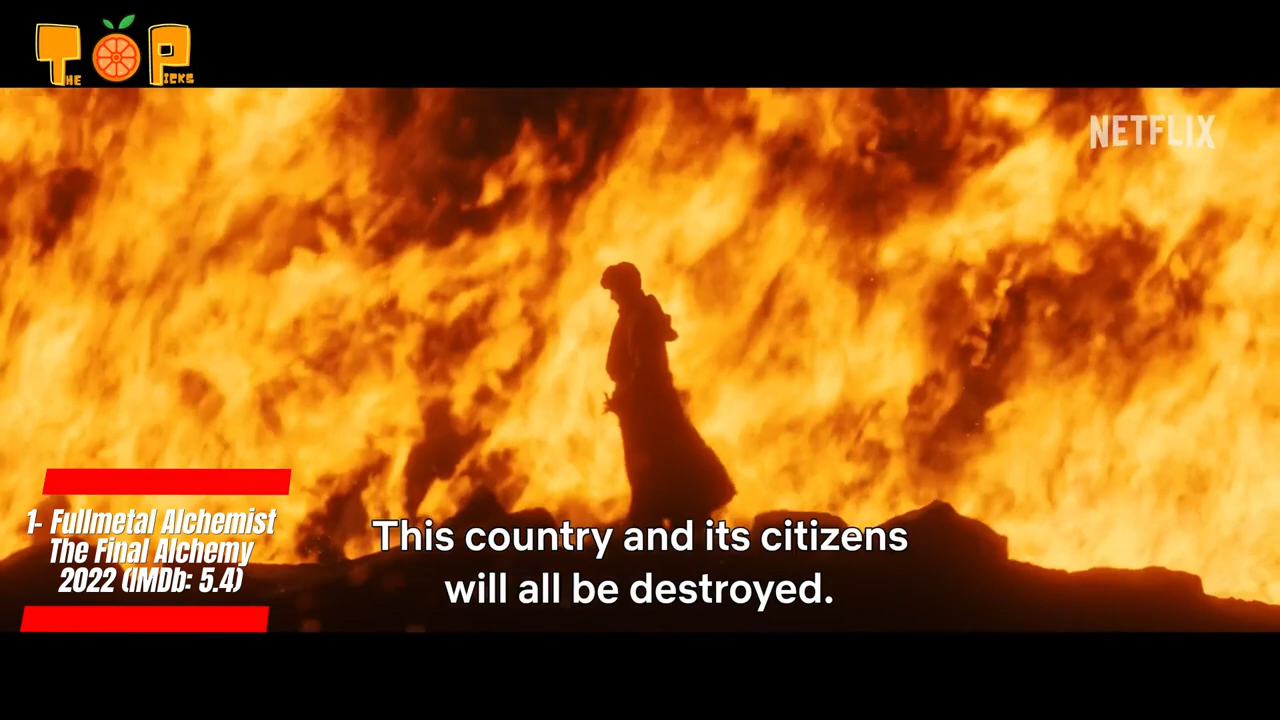 THE TOP PICKS
NETFLIX
1- Fullmetal Alchemist
The Final Alchemy
2022 (IMDb: 5.4)
This country and its citizens
will all be destroyed.